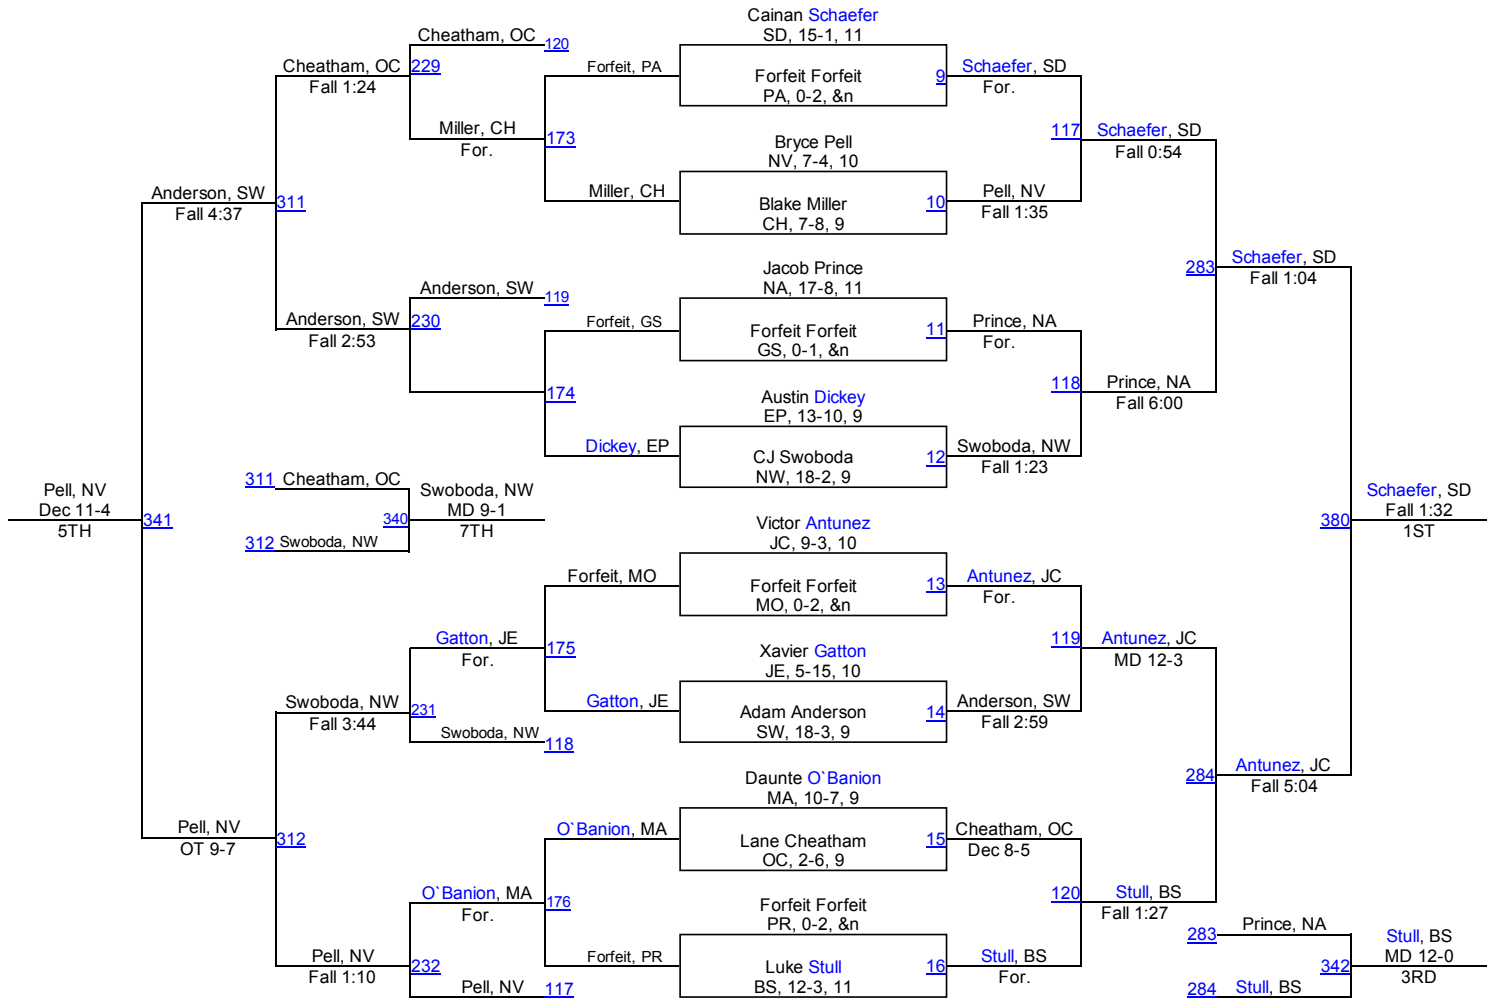 Cainan Schaefer
SD, 15-1, 11
Cheatham, OC
120
Cheatham, OC
229
Fall 1:24
Forfeit, PA
Forfeit Forfeit
PA, 0-2, &n
9
Schaefer, SD
For.
Miller, CH
For.
173
117
Schaefer, SD
Fall 0:54
Bryce Pell
NV, 7-4, 10
Anderson, SW
Fall 4:37
311
Miller, CH
Blake Miller
CH, 7-8, 9
10
Pell, NV
Fall 1:35
Jacob Prince
NA, 17-8, 11
283
Schaefer, SD
Fall 1:04
Anderson, SW
119
Anderson, SW
230
Fall 2:53
Forfeit, GS
Forfeit Forfeit
GS, 0-1, &n
11
Prince, NA
For.
174
118
Prince, NA
Fall 6:00
Austin Dickey
EP, 13-10, 9
Dickey, EP
CJ Swoboda
NW, 18-2, 9
12
Swoboda, NW
Fall 1:23
Pell, NV
Dec 11-4
5TH
341
311
Cheatham, OC
340
Swoboda, NW
MD 9-1
7TH
312
Swoboda, NW
Schaefer, SD
Fall 1:32
1ST
380
Victor Antunez
JC, 9-3, 10
Forfeit, MO
Forfeit Forfeit
MO, 0-2, &n
13
Antunez, JC
For.
Gatton, JE
For.
175
119
Antunez, JC
MD 12-3
Xavier Gatton
JE, 5-15, 10
Swoboda, NW
Fall 3:44
231
Gatton, JE
Adam Anderson
SW, 18-3, 9
14
Anderson, SW
Fall 2:59
Swoboda, NW
118
Daunte O`Banion
MA, 10-7, 9
284
Antunez, JC
Fall 5:04
Pell, NV
OT 9-7
312
O`Banion, MA
Lane Cheatham
OC, 2-6, 9
15
Cheatham, OC
Dec 8-5
O`Banion, MA
For.
176
120
Stull, BS
Fall 1:27
Forfeit Forfeit
PR, 0-2, &n
Pell, NV
Fall 1:10
232
Forfeit, PR
Luke Stull
BS, 12-3, 11
16
Stull, BS
For.
Pell, NV
117
283
Prince, NA
342
Stull, BS
MD 12-0
3RD
284
Stull, BS